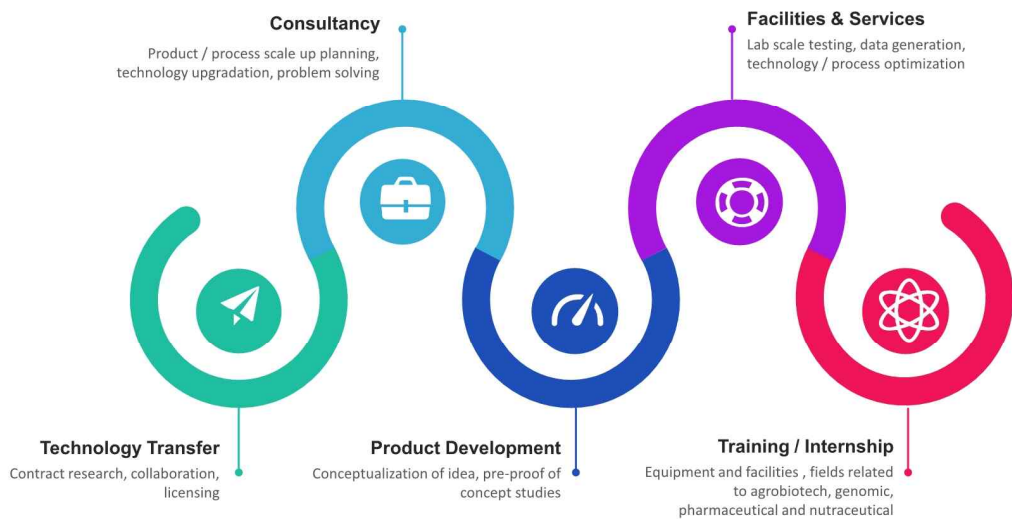 Consultancy
Product / process scale up planning,
technology upgradation, problem solving
Facilities & Services
Lab scale testing, data generation,
technology / process optimization
Technology Transfer
Contract research, collaboration,
licensing
Product Development
Conceptualization of idea, pre-proof of
concept studies
Training / Internship
Equipment and facilities , fields related
to agrobiotech, genomic,
pharmaceutical and nutraceutical